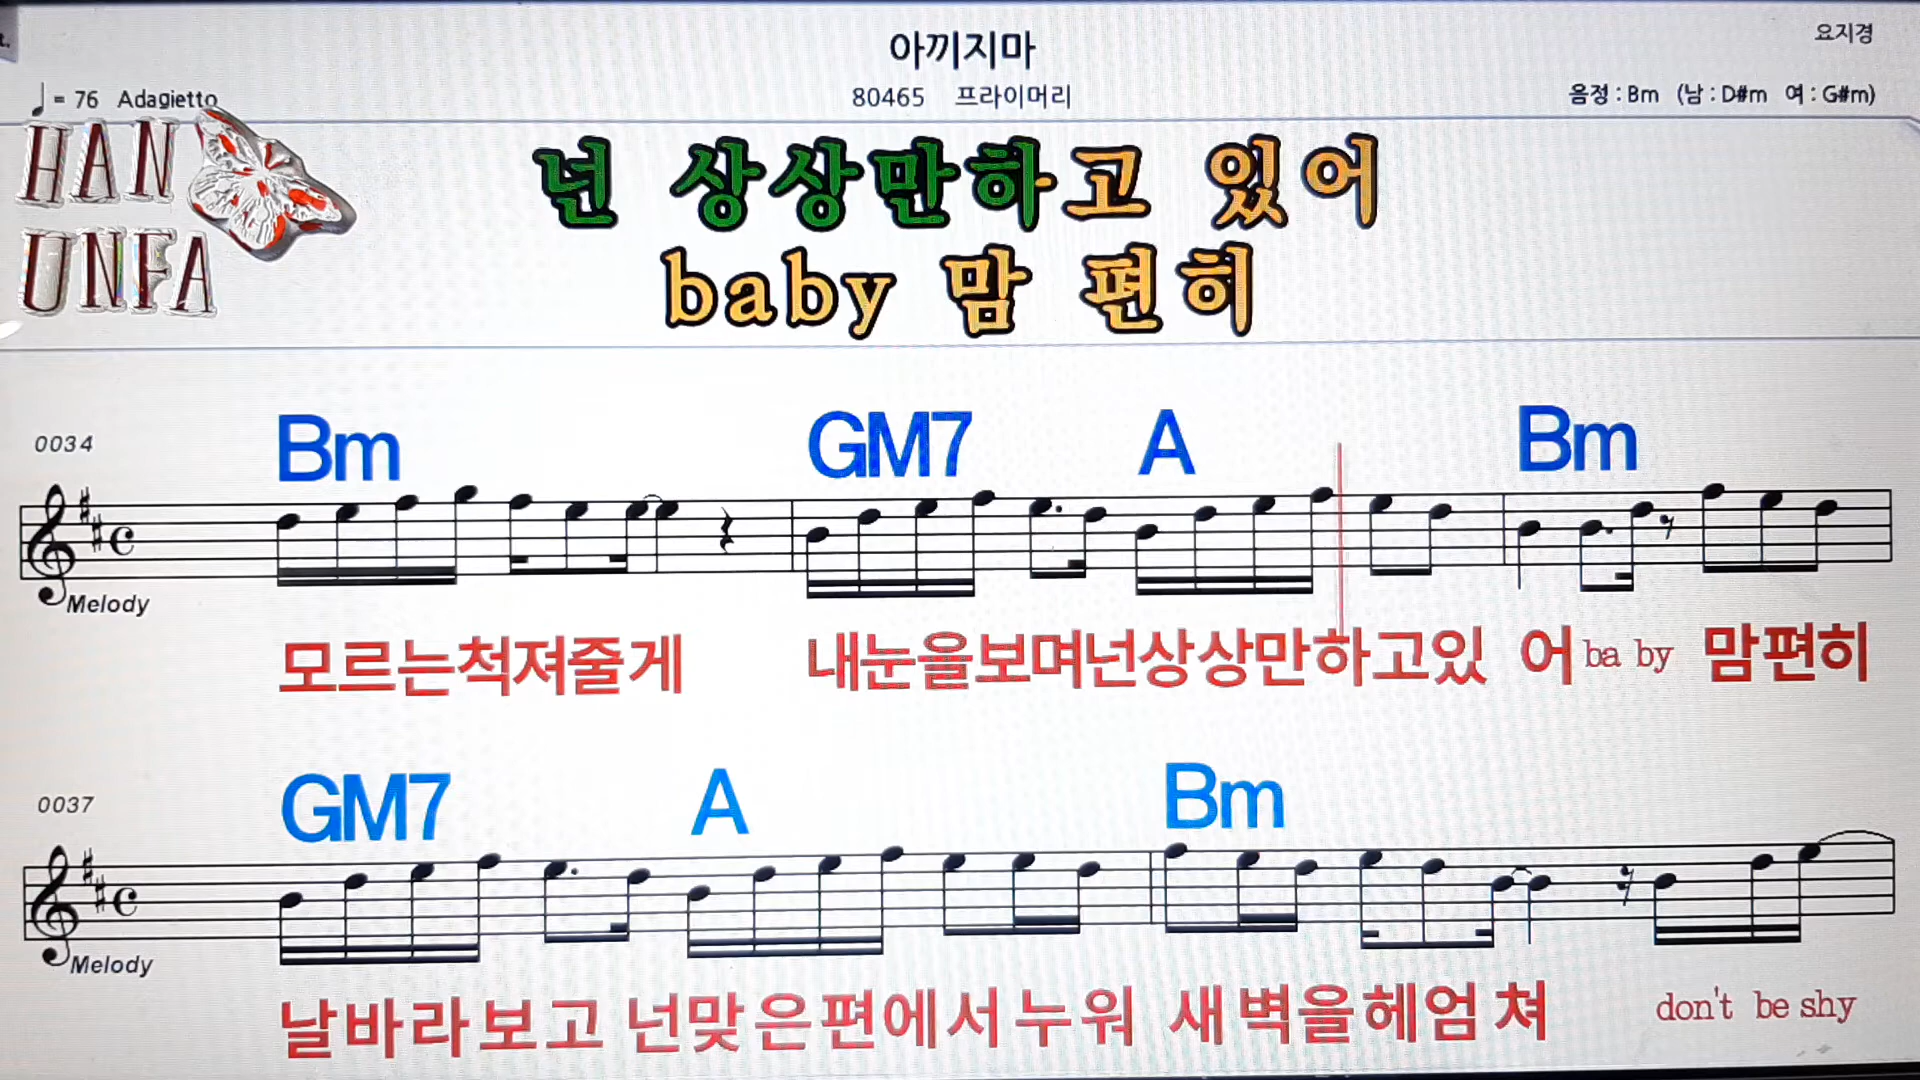 아끼지마
요지경
♩= 76 Adagietto
80465 프라이머리
음정 : Bm (남 : D#m 여 : G#m)
HAN
UNFA
넌 상상만하고 있어
baby 맘 편히
0034
Bm GM7 A Bm
Melody
모르는척져줄게 내눈을보며넌상상만하고있 어 ba by 맘편히
0037
GM7 A Bm
Melody
날바라보고 넌맞은편에서누워 새벽을헤엄쳐 don't be shy